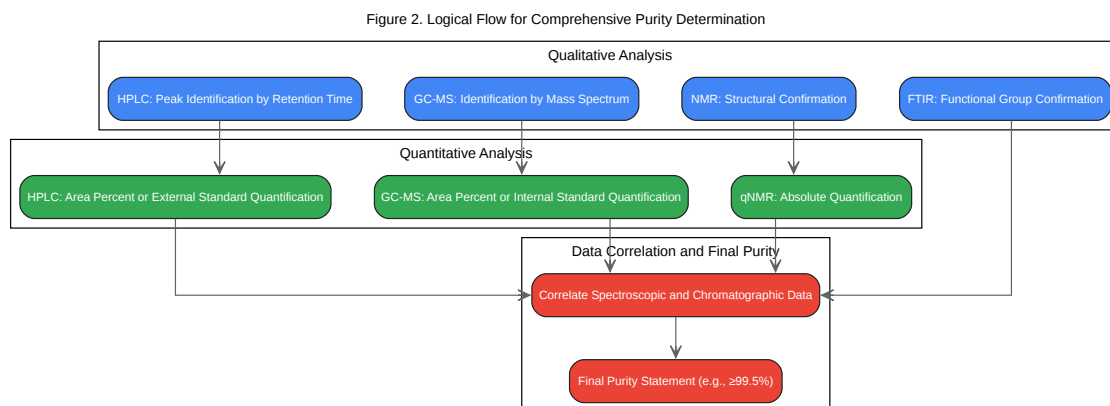 Figure 2. Logical Flow for Comprehensive Purity Determination
Qualitative Analysis
HPLC: Peak Identification by Retention Time
GC-MS: Identification by Mass Spectrum
NMR: Structural Confirmation
FTIR: Functional Group Confirmation
Quantitative Analysis
HPLC: Area Percent or External Standard Quantification
GC-MS: Area Percent or Internal Standard Quantification
qNMR: Absolute Quantification
Data Correlation and Final Purity
Correlate Spectroscopic and Chromatographic Data
Final Purity Statement (e.g., ≥99.5%)